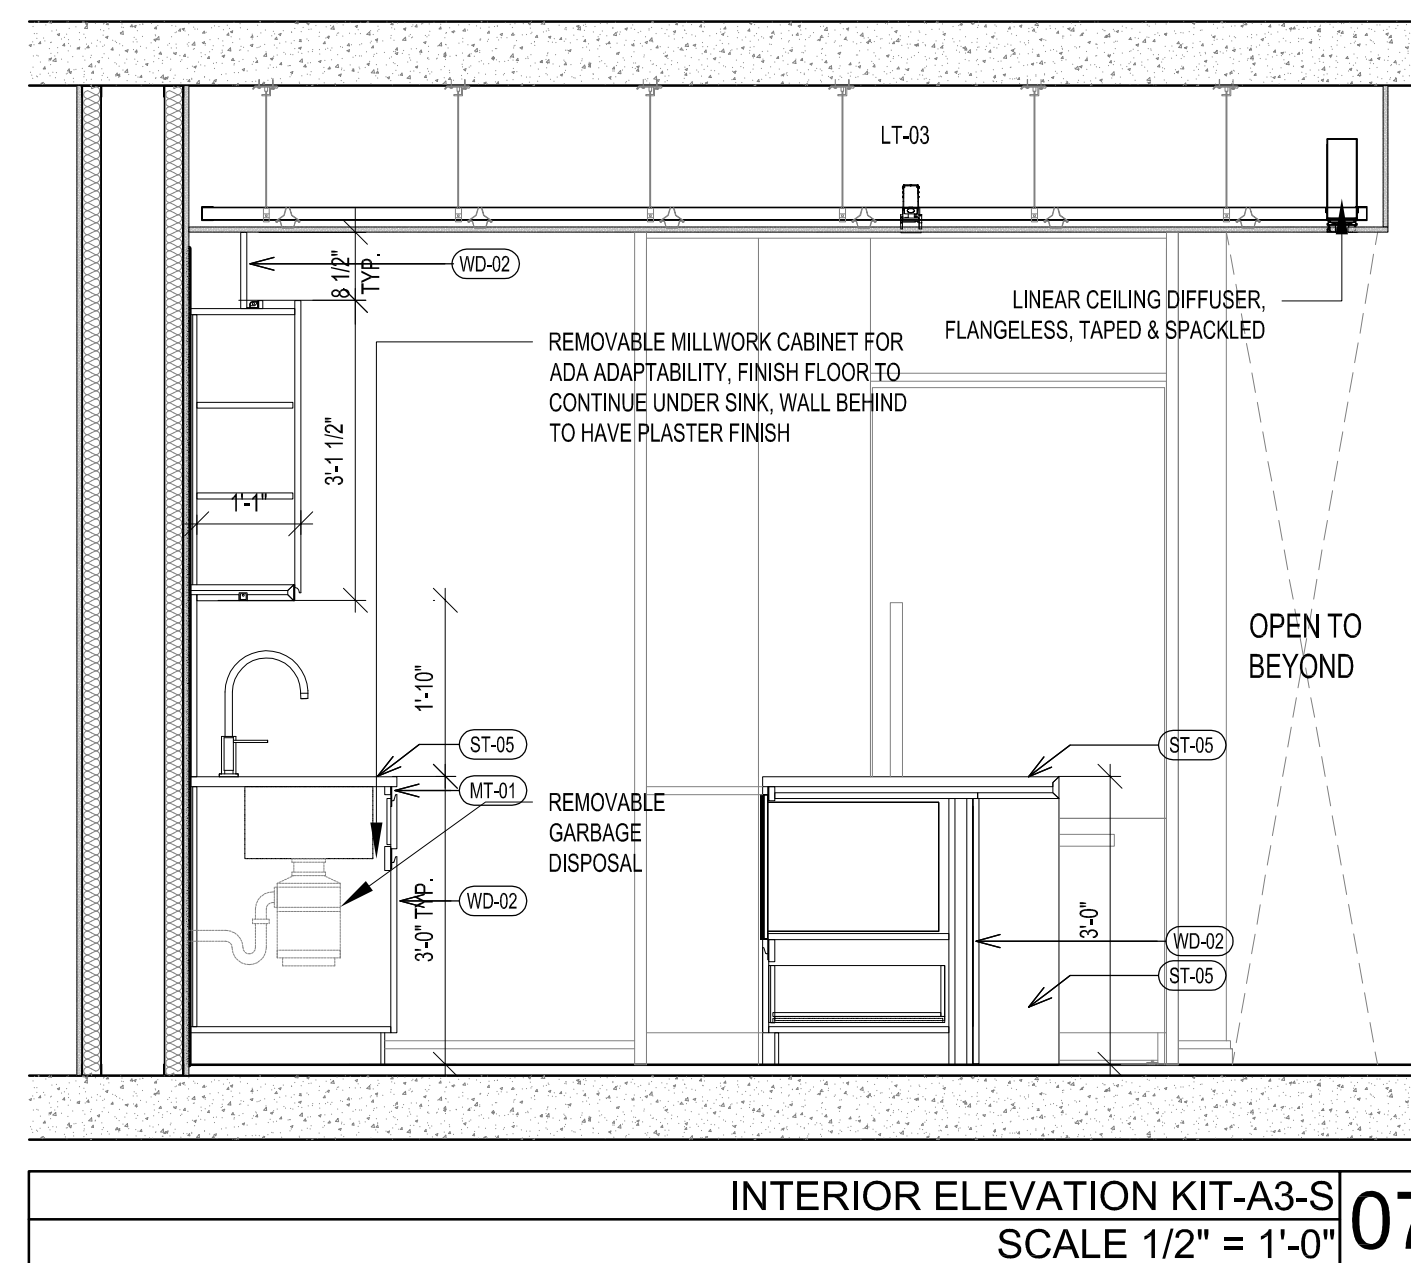 LT-03
8 1/2"
TYP.
WD-02
LINEAR CEILING DIFFUSER,
FLANGELESS, TAPED & SPACKLED
REMOVABLE MILLWORK CABINET FOR
ADA ADAPTABILITY, FINISH FLOOR TO
CONTINUE UNDER SINK, WALL BEHIND
TO HAVE PLASTER FINISH
3'-1 1/2"
1'-1"
OPEN TO
BEYOND
1'-10"
ST-05
MT-01
REMOVABLE
GARBAGE
DISPOSAL
WD-02
3'-0" TYP.
ST-05
3'-0"
WD-02
ST-05
INTERIOR ELEVATION KIT-A3-S
SCALE 1/2" = 1'-0"
07